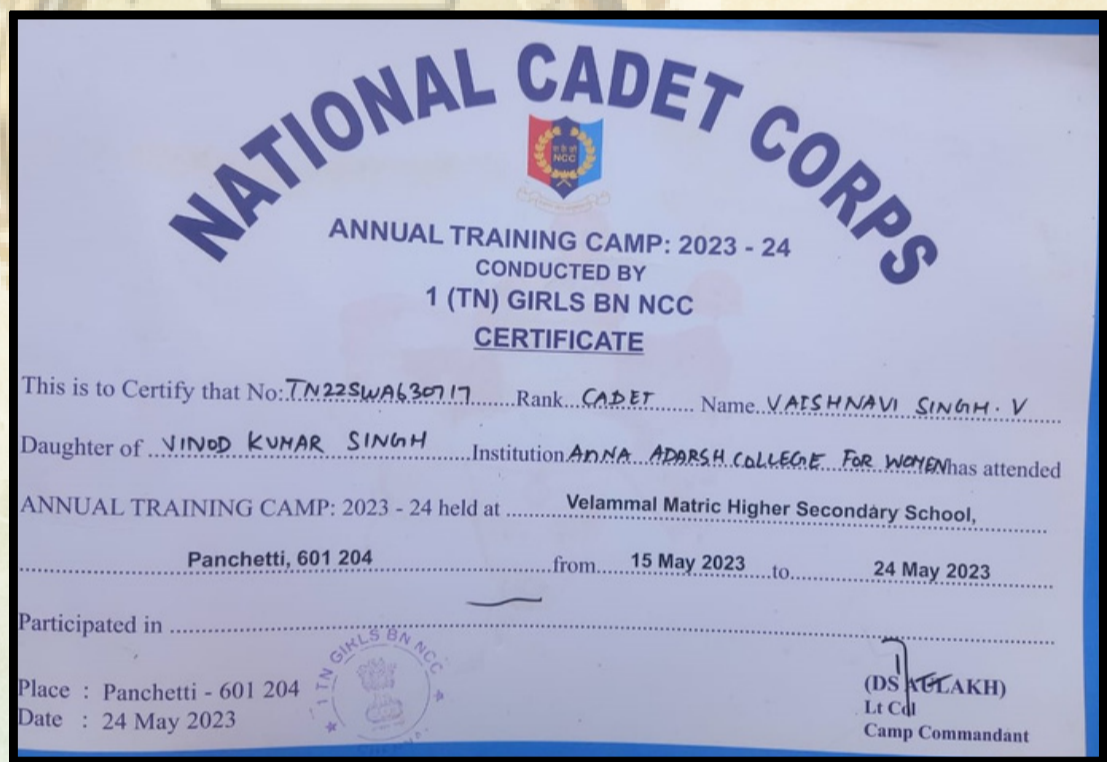 NATIONAL CADET CORPS
NCC
ANNUAL TRAINING CAMP: 2023 - 24
CONDUCTED BY
1 (TN) GIRLS BN NCC
CERTIFICATE
This is to Certify that No: TN22SWA630717 Rank CADET Name VAISHNAVI SINGH. V
Daughter of VINOD KUMAR SINGH Institution ANNA ADARSH COLLEGE FOR WOMEN has attended
ANNUAL TRAINING CAMP: 2023 - 24 held at Velammal Matric Higher Secondary School,
Panchetti, 601 204 from 15 May 2023 to 24 May 2023
Participated in —
1 TN GIRLS BN NCC
Place : Panchetti - 601 204
Date : 24 May 2023
(DS AULAKH)
Lt Col
Camp Commandant